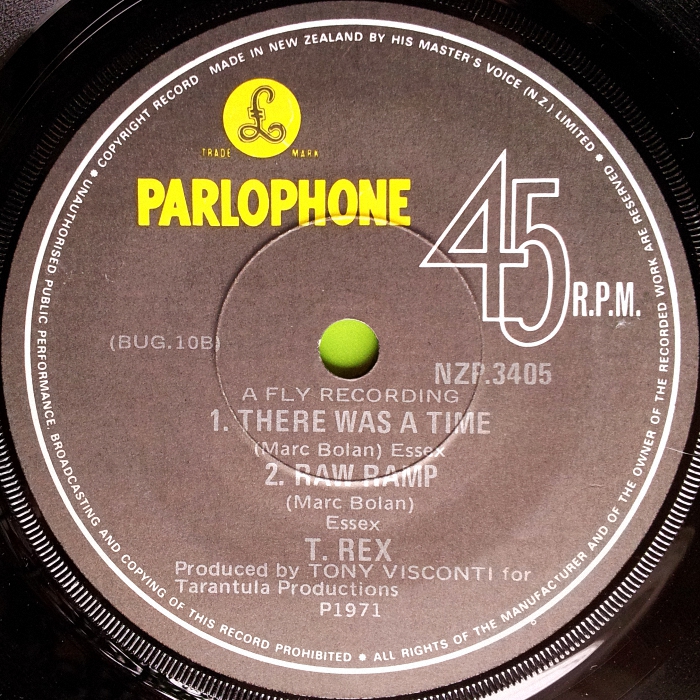 UNAUTHORISED PUBLIC PERFORMANCE, BROADCASTING AND COPYING OF THIS RECORD PROHIBITED • ALL RIGHTS OF THE MANUFACTURER AND OF THE OWNER OF THE RECORDED WORK ARE RESERVED •
COPYRIGHT RECORD MADE IN NEW ZEALAND BY HIS MASTER'S VOICE (N.Z.) LIMITED •
£
TRADE MARK
PARLOPHONE
45 R.P.M.
(BUG.10B)
NZP.3405
A FLY RECORDING
1. THERE WAS A TIME
(Marc Bolan) Essex
2. RAW RAMP
(Marc Bolan)
Essex
T. REX
Produced by TONY VISCONTI for
Tarantula Productions
P1971